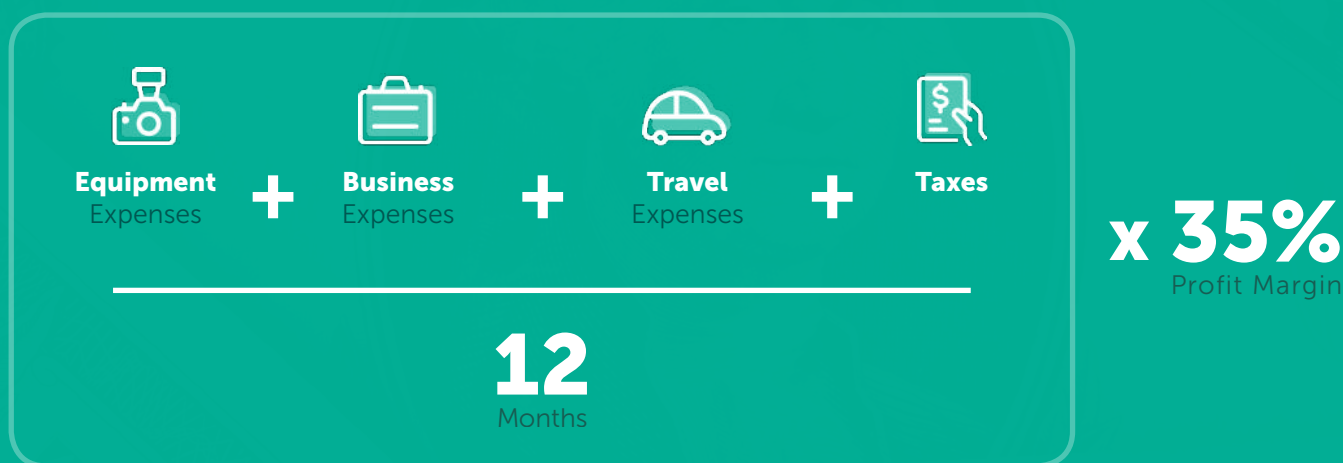 Equipment
Expenses
+
Business
Expenses
+
Travel
Expenses
+
Taxes
12
Months
x 35%
Profit Margin